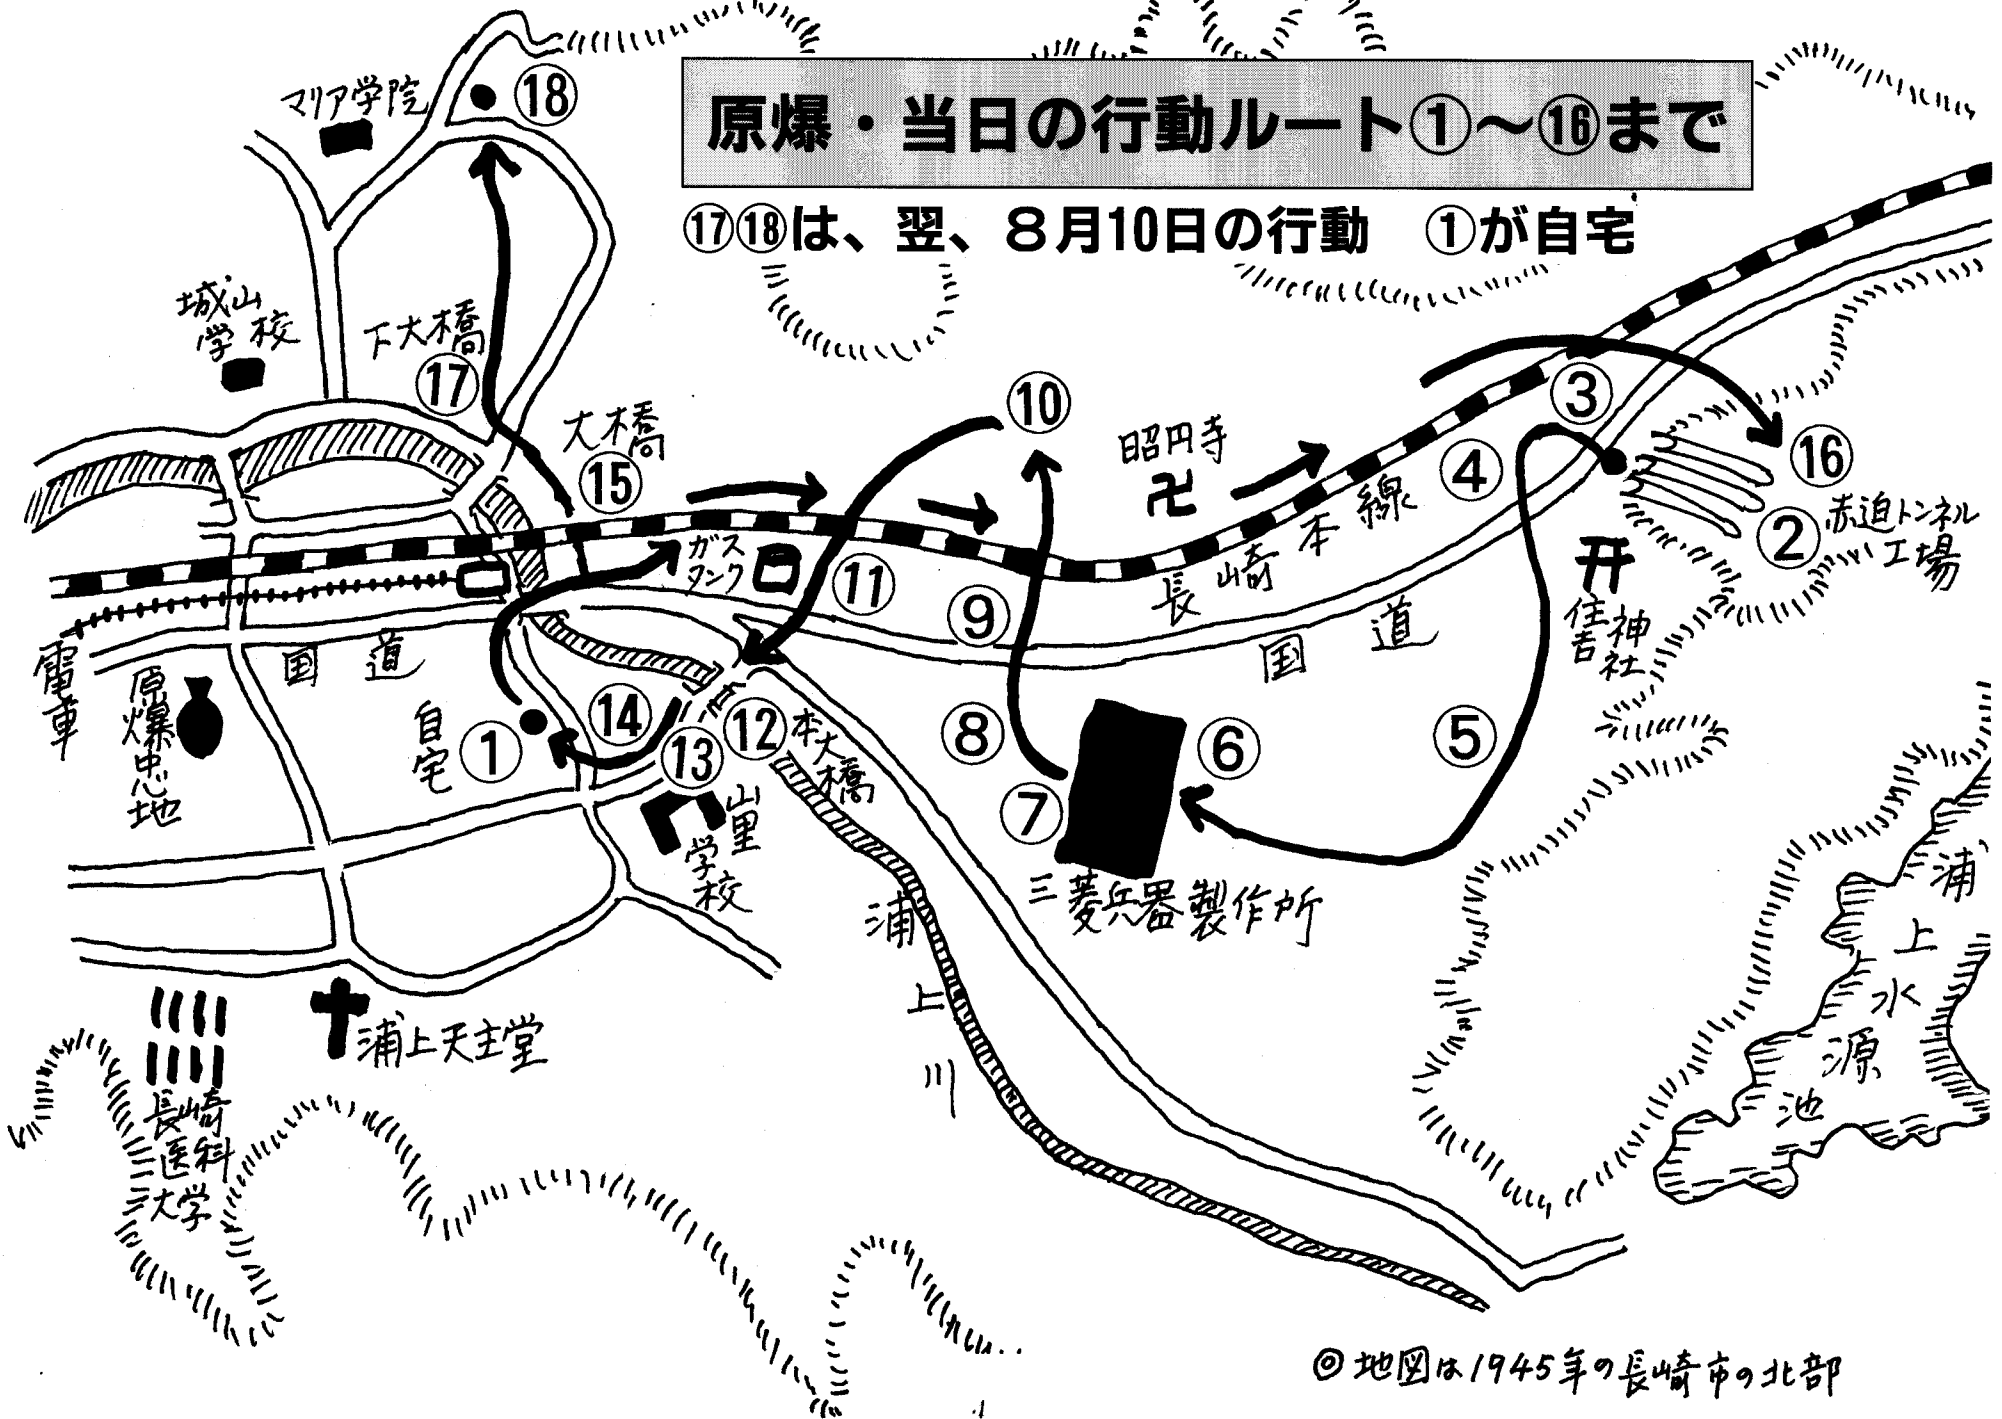 原爆・当日の行動ルート①〜⑯まで
⑰⑱は、翌、８月10日の行動　①が自宅
マリア学院
⑱
城山
学校
下大橋
⑰
大橋
⑮
⑩
昭円寺
卍
③
④
⑯
②
赤迫トンネル
工場
ガス
タンク
⑪
⑨
長崎本線
国道
住吉
神社
電車
国道
原爆中心地
自宅
①
⑭
⑬
⑫
本大橋
山里
学校
⑧
⑦
⑥
⑤
三菱兵器製作所
浦上川
浦上水源池
浦上天主堂
長崎
医科
大学
◎地図は1945年の長崎市の北部